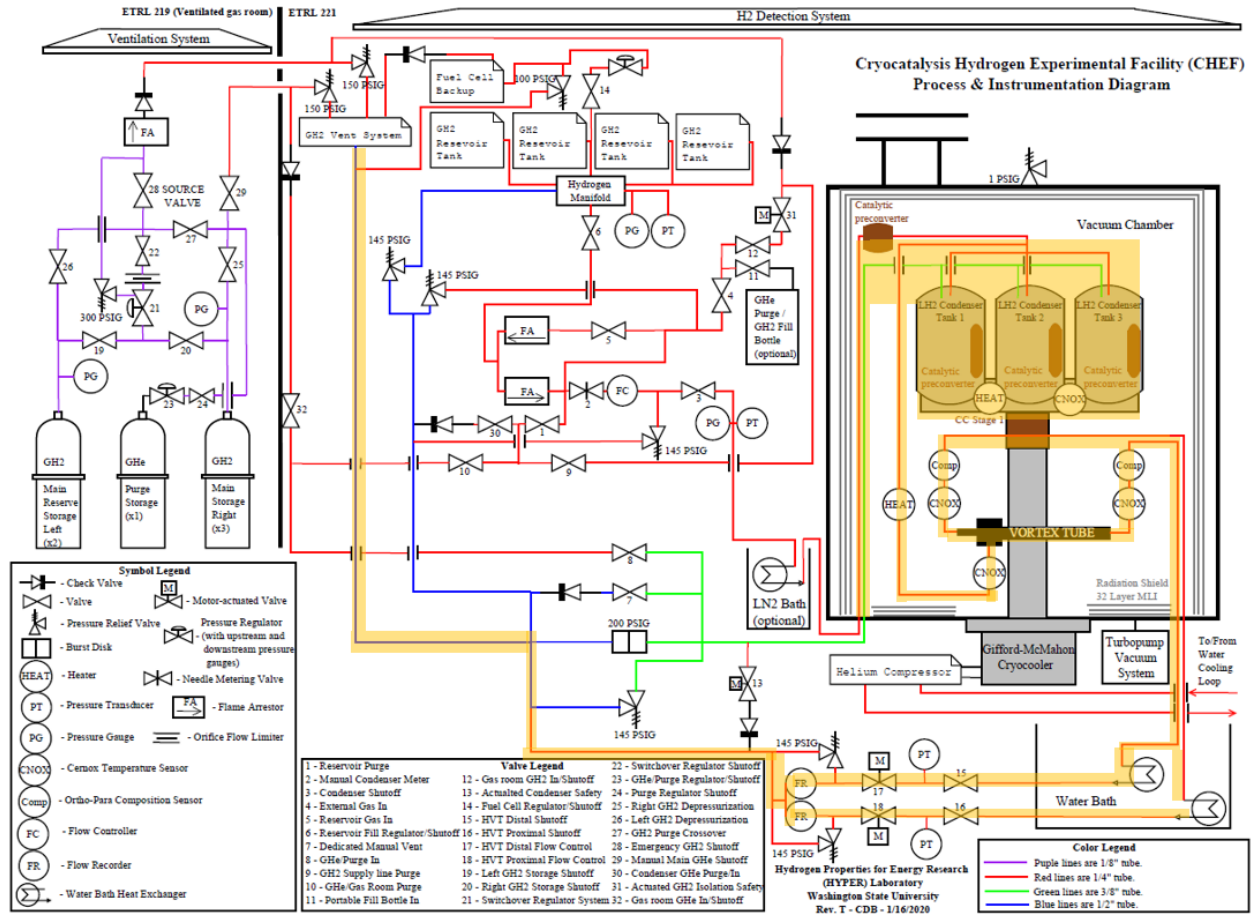 ETRL 219 (Ventilated gas room)
ETRL 221
H2 Detection System
Ventilation System
Cryocatalysis Hydrogen Experimental Facility (CHEF)
Process & Instrumentation Diagram
150 PSIG
150 PSIG
Fuel Cell
Backup
100 PSIG
14
FA
GH2 Vent System
GH2
Resevoir
Tank
GH2
Resevoir
Tank
GH2
Resevoir
Tank
GH2
Resevoir
Tank
1 PSIG
28 SOURCE
VALVE
29
Hydrogen
Manifold
M
31
PG
PT
6
Catalytic
preconverter
Vacuum Chamber
27
22
26
25
12
11
145 PSIG
145 PSIG
4
300 PSIG
21
PG
GHe
Purge /
GH2 Fill
Bottle
(optional)
LH2 Condenser
Tank 1
LH2 Condenser
Tank 2
LH2 Condenser
Tank 3
FA
5
19
20
PG
Catalytic
preconverter
Catalytic
preconverter
Catalytic
preconverter
FA
2
FC
3
HEAT
CNOX
23
24
32
PG
PT
CC Stage 1
30
1
145 PSIG
GH2
GHe
GH2
10
9
Comp
Comp
Main
Reserve
Storage
Left
(x2)
Purge
Storage
(x1)
Main
Storage
Right
(x3)
HEAT
CNOX
CNOX
VORTEX TUBE
8
CNOX
Radiation Shield
32 Layer MLI
LN2 Bath
(optional)
7
200 PSIG
Gifford-McMahon
Cryocooler
Turbopump
Vacuum
System
To/From
Water
Cooling
Loop
Helium Compressor
M
13
145 PSIG
145 PSIG
PT
FR
17
15
M
18
16
FR
M
PT
Water Bath
145 PSIG
Symbol Legend
- Check Valve
- Valve
M
- Motor-actuated Valve
- Pressure Relief Valve
Pressure Regulator
- (with upstream and
downstream pressure
gauges)
- Burst Disk
HEAT - Heater
- Needle Metering Valve
PT - Pressure Transducer
FA - Flame Arrestor
PG - Pressure Gauge
- Orifice Flow Limiter
CNOX - Cernox Temperature Sensor
Comp - Ortho-Para Composition Sensor
FC - Flow Controller
FR - Flow Recorder
- Water Bath Heat Exchanger
Valve Legend
1 - Reservoir Purge
2 - Manual Condenser Meter
3 - Condenser Shutoff
4 - External Gas In
5 - Reservoir Gas In
6 - Reservoir Fill Regulator/Shutoff
7 - Dedicated Manual Vent
8 - GHe/Purge In
9 - GH2 Supply line Purge
10 - GHe/Gas Room Purge
11 - Portable Fill Bottle In
12 - Gas room GH2 In/Shutoff
13 - Actualted Condenser Safety
14 - Fuel Cell Regulator/Shutoff
15 - HVT Distal Shutoff
16 - HVT Proximal Shutoff
17 - HVT Distal Flow Control
18 - HVT Proximal Flow Control
19 - Left GH2 Storage Shutoff
20 - Right GH2 Storage Shutoff
21 - Switchover Regulator System
22 - Switchover Regulator Shutoff
23 - GHe/Purge Regulator/Shutoff
24 - Purge Regulator Shutoff
25 - Right GH2 Depressurization
26 - Left GH2 Depressurization
27 - GH2 Purge Crossover
28 - Emergency GH2 Shutoff
29 - Manual Main GHe Shutoff
30 - Condenser GHe Purge/In
31 - Actuated GH2 Isolation Safety
32 - Gas room GHe In/Shutoff
Hydrogen Properties for Energy Research
(HYPER) Laboratory
Washington State University
Rev. T - CDB - 1/16/2020
Color Legend
- Puple lines are 1/8" tube.
- Red lines are 1/4" tube.
- Green lines are 3/8" tube.
- Blue lines are 1/2" tube.